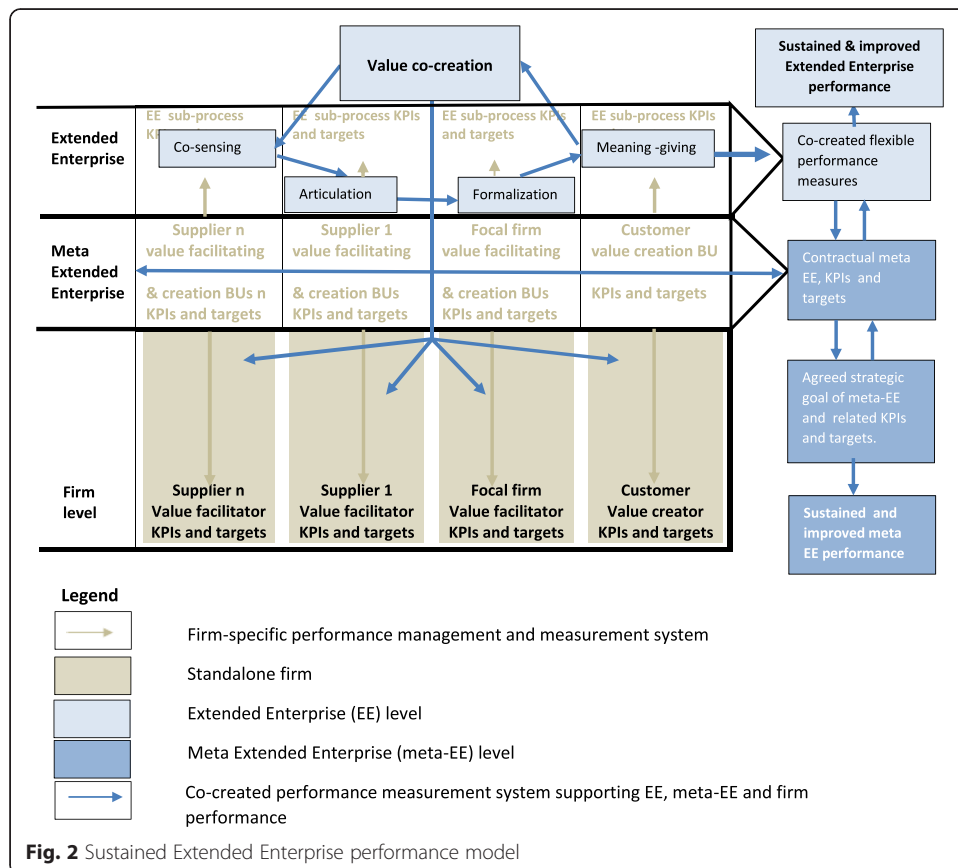 Value co-creation
Sustained & improved
Extended Enterprise
performance
Extended
Enterprise
EE sub-process
EE sub-process KPIs
and targets
EE sub-process KPIs
and targets
EE sub-process KPIs
and targets
Co-sensing
Articulation
Formalization
Meaning -giving
Co-created flexible
performance
measures
Meta
Extended
Enterprise
Supplier n
value facilitating
& creation BUs n
KPIs and targets
Supplier 1
value facilitating
& creation BUs
KPIs and targets
Focal firm
value facilitating
& creation BUs
KPIs and targets
Customer
value creation BU
KPIs and targets
Contractual meta
EE, KPIs and
targets
Agreed strategic
goal of meta-EE
and related KPIs
and targets.
Sustained and
improved meta
EE performance
Firm
level
Supplier n
Value facilitator
KPIs and targets
Supplier 1
Value facilitator
KPIs and targets
Focal firm
Value facilitator
KPIs and targets
Customer
Value creator
KPIs and targets
Legend
Firm-specific performance management and measurement system
Standalone firm
Extended Enterprise (EE) level
Meta Extended Enterprise (meta-EE) level
Co-created performance measurement system supporting EE, meta-EE and firm
performance
Fig. 2 Sustained Extended Enterprise performance model